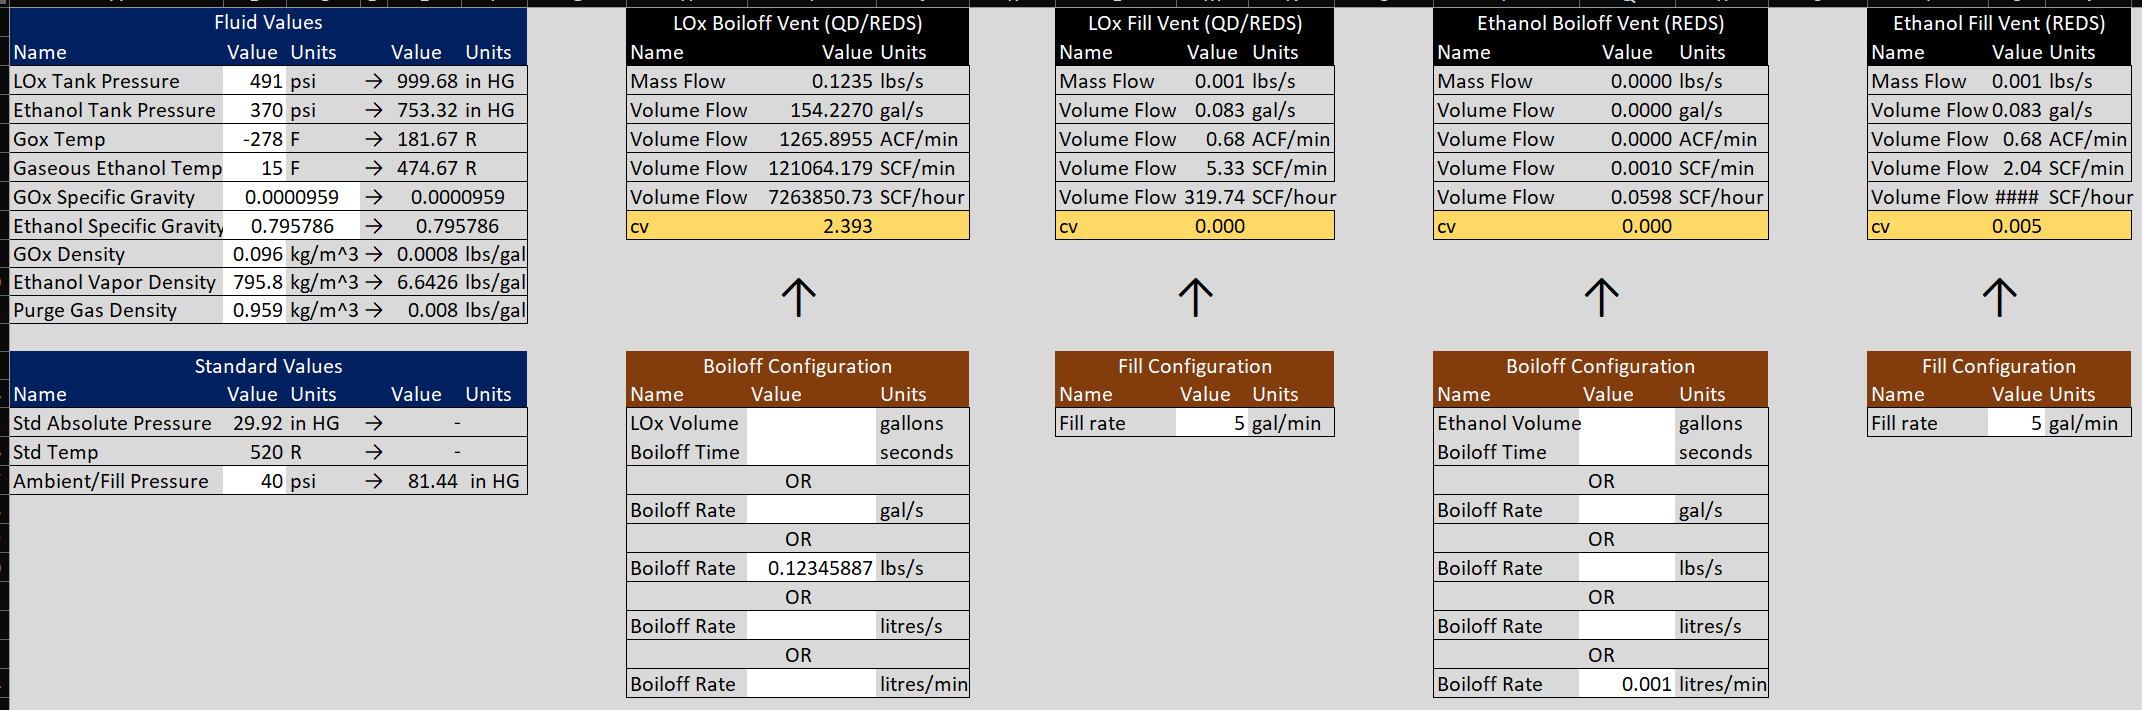 Fluid Values
Name Value Units Value Units
LOx Tank Pressure 491 psi → 999.68 in HG
Ethanol Tank Pressure 370 psi → 753.32 in HG
Gox Temp -278 F → 181.67 R
Gaseous Ethanol Temp 15 F → 474.67 R
GOx Specific Gravity 0.0000959 → 0.0000959
Ethanol Specific Gravity 0.795786 → 0.795786
GOx Density 0.096 kg/m^3 → 0.0008 lbs/gal
Ethanol Vapor Density 795.8 kg/m^3 → 6.6426 lbs/gal
Purge Gas Density 0.959 kg/m^3 → 0.008 lbs/gal
Standard Values
Name Value Units Value Units
Std Absolute Pressure 29.92 in HG → -
Std Temp 520 R → -
Ambient/Fill Pressure 40 psi → 81.44 in HG
LOx Boiloff Vent (QD/REDS)
Name Value Units
Mass Flow 0.1235 lbs/s
Volume Flow 154.2270 gal/s
Volume Flow 1265.8955 ACF/min
Volume Flow 121064.179 SCF/min
Volume Flow 7263850.73 SCF/hour
cv 2.393
↑
Boiloff Configuration
Name Value Units
LOx Volume gallons
Boiloff Time seconds
OR
Boiloff Rate gal/s
OR
Boiloff Rate 0.12345887 lbs/s
OR
Boiloff Rate litres/s
OR
Boiloff Rate litres/min
LOx Fill Vent (QD/REDS)
Name Value Units
Mass Flow 0.001 lbs/s
Volume Flow 0.083 gal/s
Volume Flow 0.68 ACF/min
Volume Flow 5.33 SCF/min
Volume Flow 319.74 SCF/hour
cv 0.000
↑
Fill Configuration
Name Value Units
Fill rate 5 gal/min
Ethanol Boiloff Vent (REDS)
Name Value Units
Mass Flow 0.0000 lbs/s
Volume Flow 0.0000 gal/s
Volume Flow 0.0000 ACF/min
Volume Flow 0.0010 SCF/min
Volume Flow 0.0598 SCF/hour
cv 0.000
↑
Boiloff Configuration
Name Value Units
Ethanol Volume gallons
Boiloff Time seconds
OR
Boiloff Rate gal/s
OR
Boiloff Rate lbs/s
OR
Boiloff Rate litres/s
OR
Boiloff Rate 0.001 litres/min
Ethanol Fill Vent (REDS)
Name Value Units
Mass Flow 0.001 lbs/s
Volume Flow 0.083 gal/s
Volume Flow 0.68 ACF/min
Volume Flow 2.04 SCF/min
Volume Flow #### SCF/hour
cv 0.005
↑
Fill Configuration
Name Value Units
Fill rate 5 gal/min